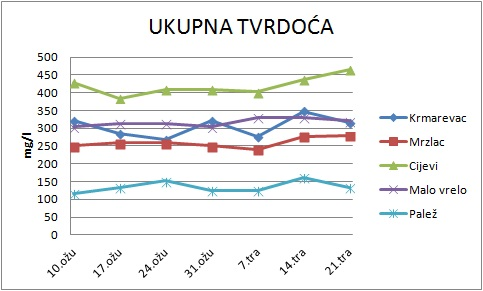 UKUPNA TVRDOĆA
500
450
400
350
300
250
200
150
100
50
0
mg/l
10.ožu
17.ožu
24.ožu
31.ožu
7.tra
14.tra
21.tra
Krmarevac
Mrzlac
Cijevi
Malo vrelo
Palež